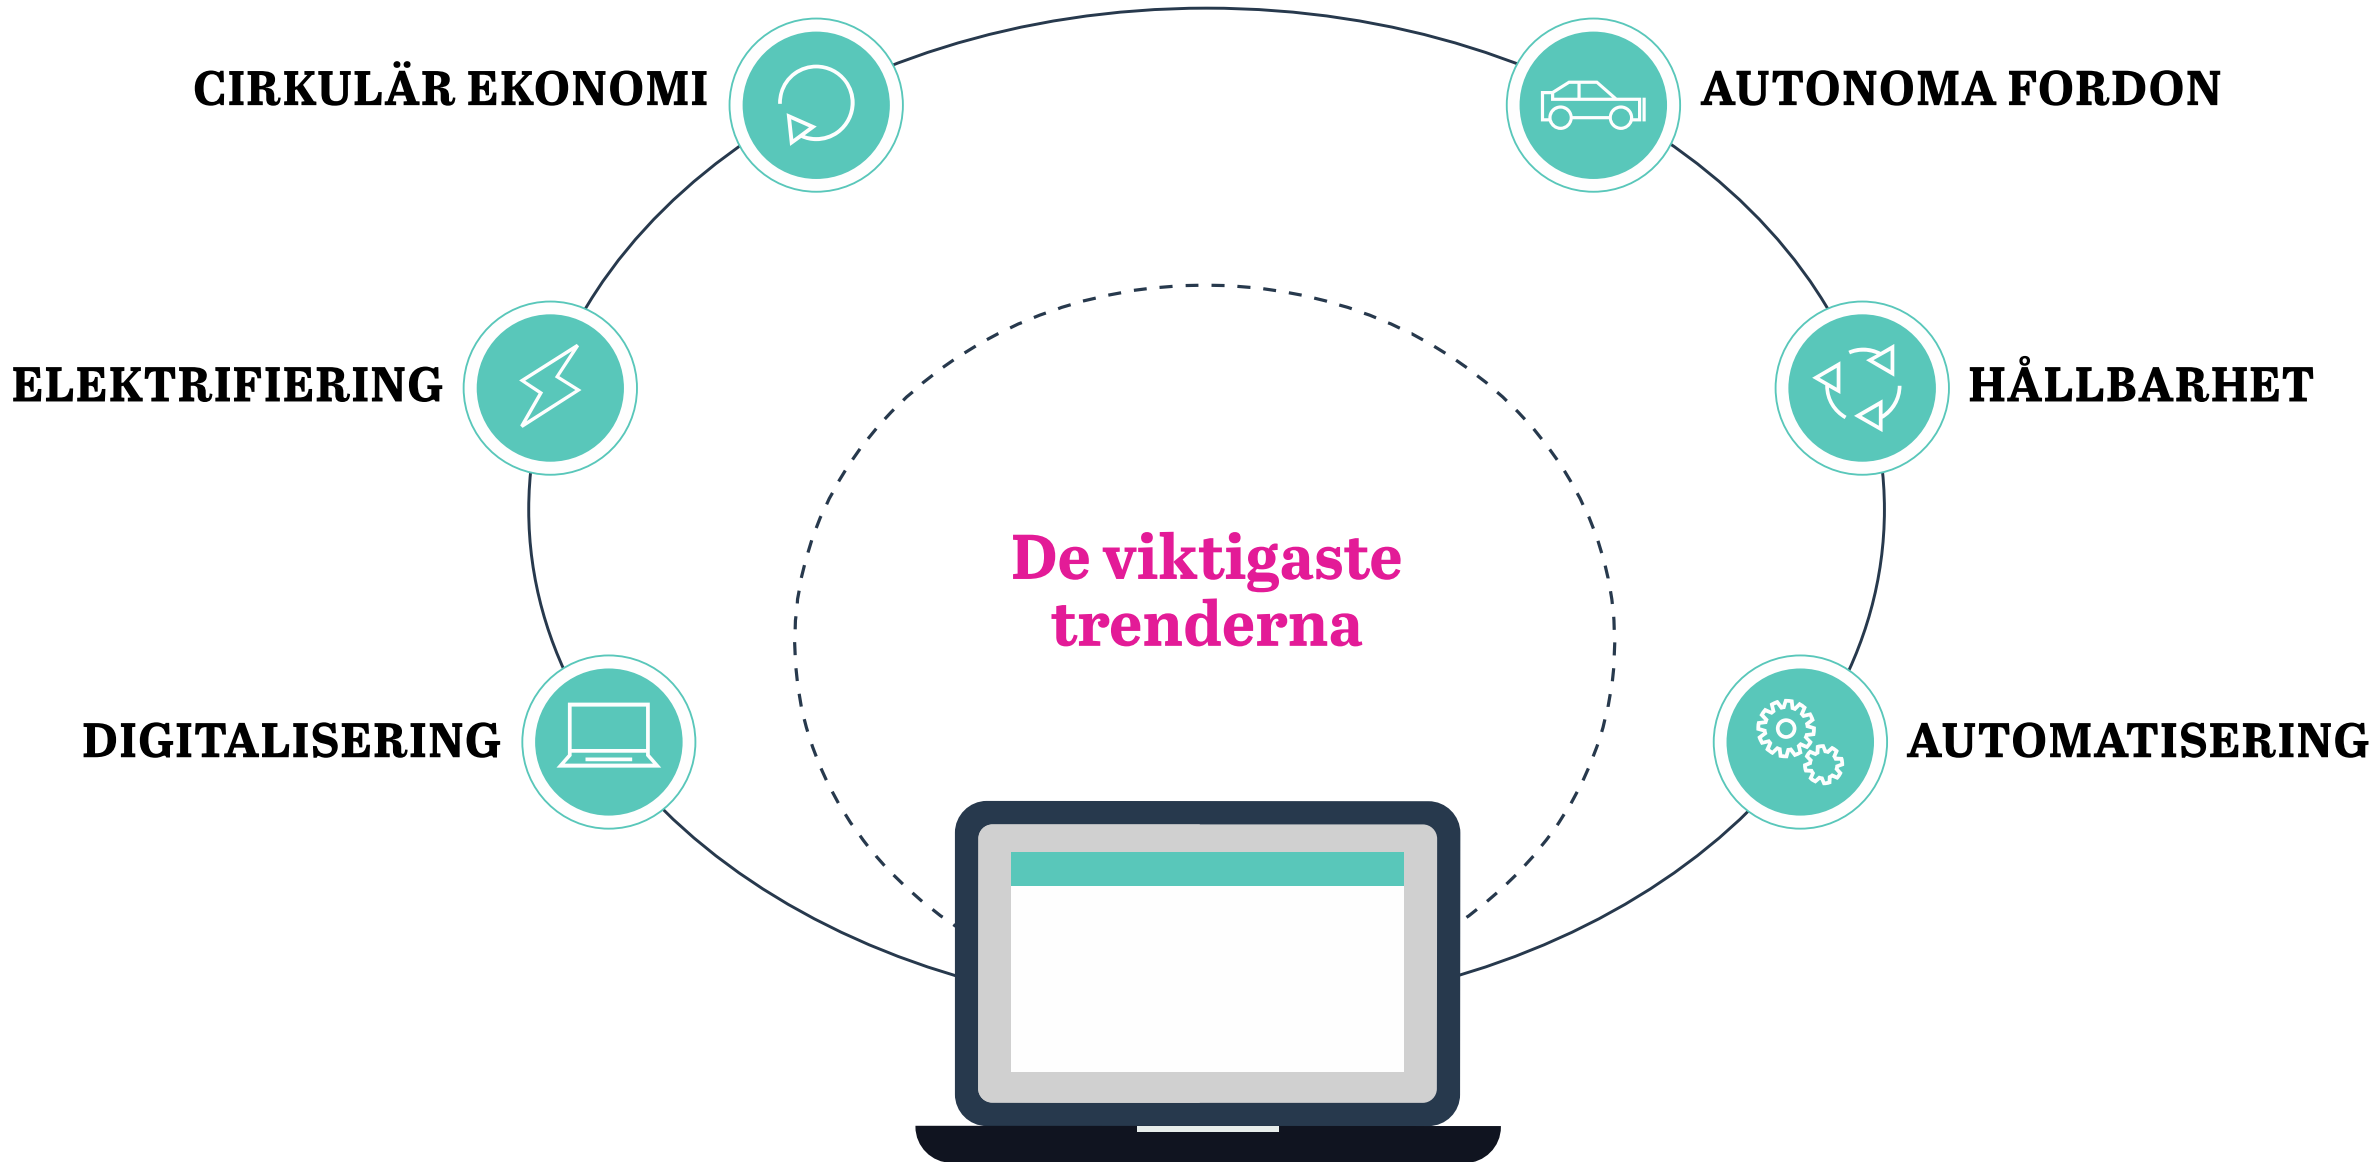 CIRKULÄR EKONOMI
AUTONOMA FORDON
ELEKTRIFIERING
HÅLLBARHET
De viktigaste
trenderna
DIGITALISERING
AUTOMATISERING